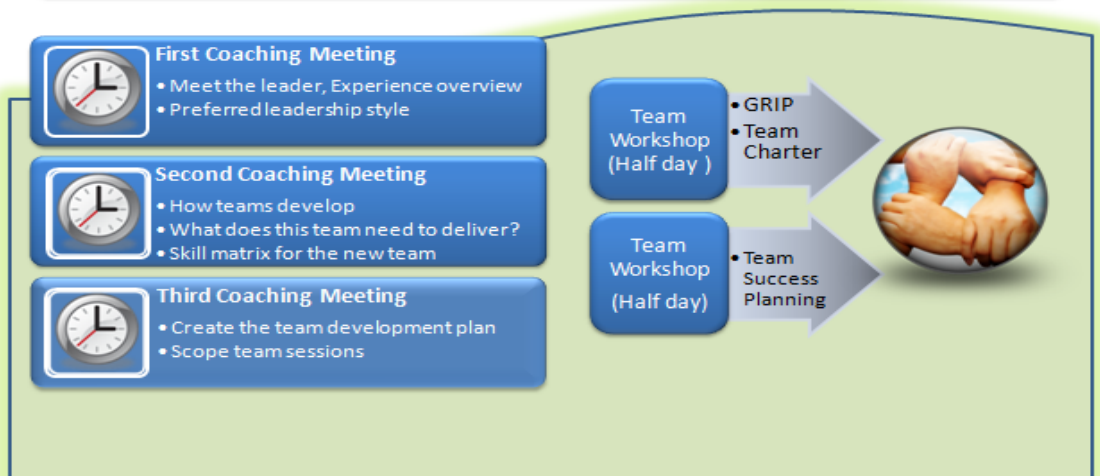 First Coaching Meeting
• Meet the leader, Experience overview
• Preferred leadership style
Second Coaching Meeting
• How teams develop
• What does this team need to deliver?
• Skill matrix for the new team
Third Coaching Meeting
• Create the team development plan
• Scope team sessions
Team
Workshop
(Half day )
• GRIP
• Team
Charter
Team
Workshop
(Half day)
• Team
Success
Planning